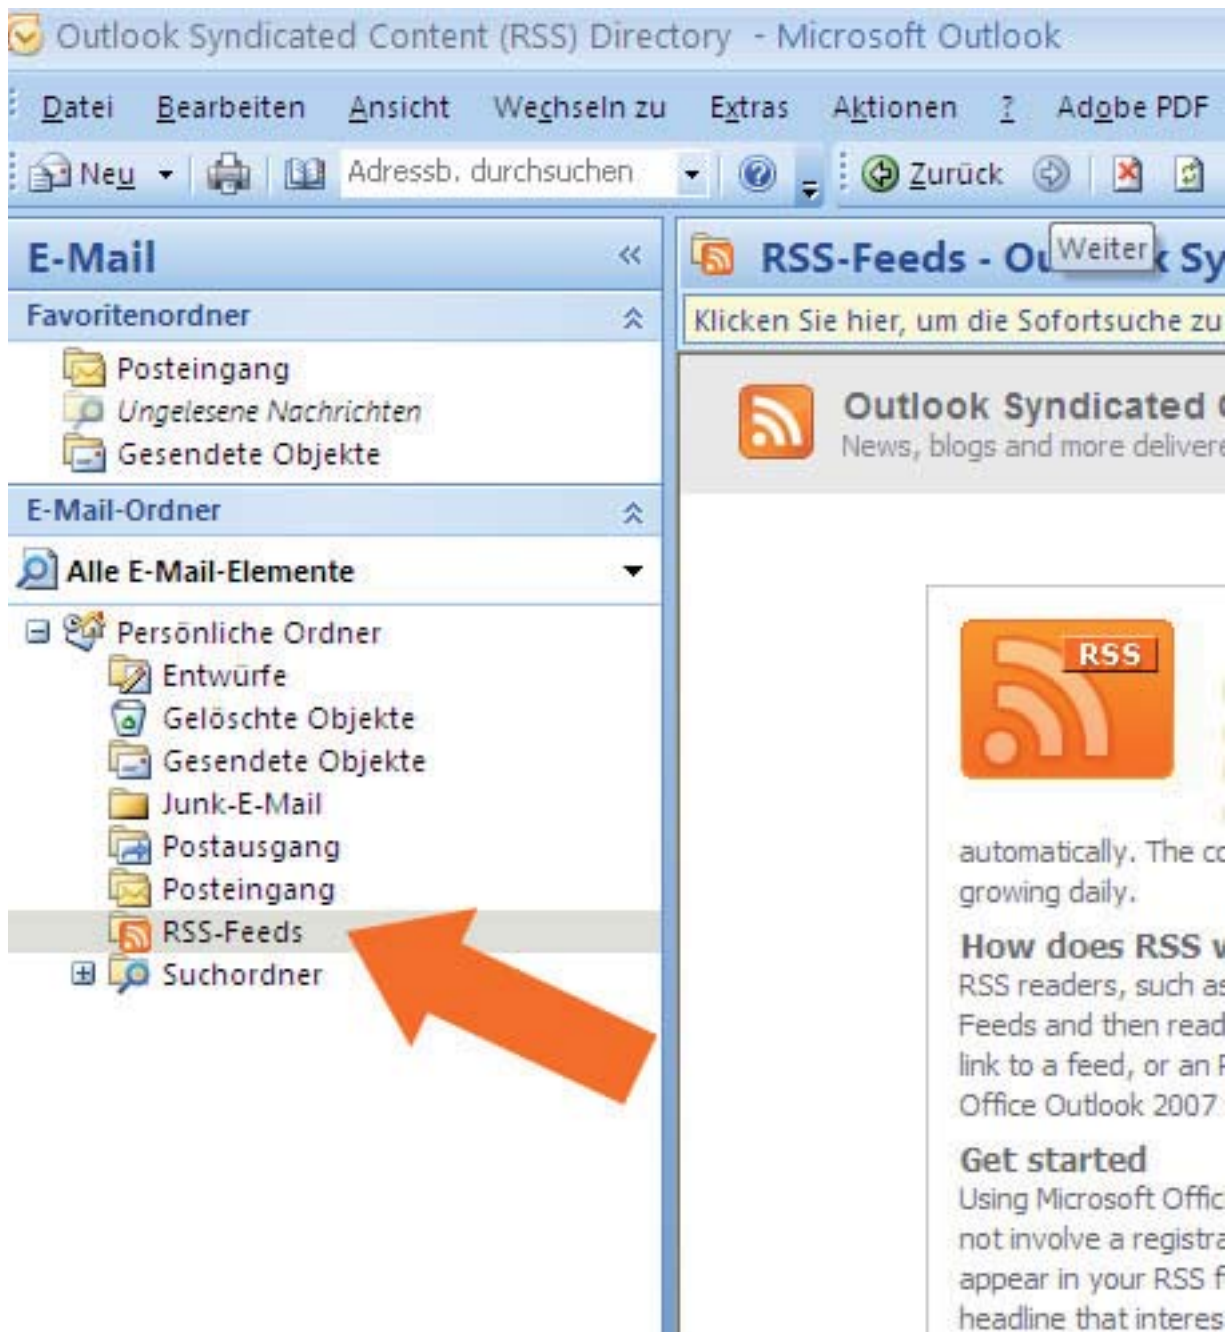 Outlook Syndicated Content (RSS) Directory - Microsoft Outlook
Datei Bearbeiten Ansicht Wechseln zu Extras Aktionen ? Adobe PDF
Neu Adressb. durchsuchen Zurück
E-Mail
Favoritenordner
Posteingang
Ungelesene Nachrichten
Gesendete Objekte
E-Mail-Ordner
Alle E-Mail-Elemente
Persönliche Ordner
Entwürfe
Gelöschte Objekte
Gesendete Objekte
Junk-E-Mail
Postausgang
Posteingang
RSS-Feeds
Suchordner
RSS-Feeds -
Weiter
Klicken Sie hier, um die Sofortsuche zu
Outlook Syndicated
News, blogs and more
RSS
automatically. The
growing daily.
How does RSS
RSS readers, such as
Feeds and then read
link to a feed, or an
Office Outlook 2007
Get started
Using Microsoft
not involve a
appear in your RSS
headline that